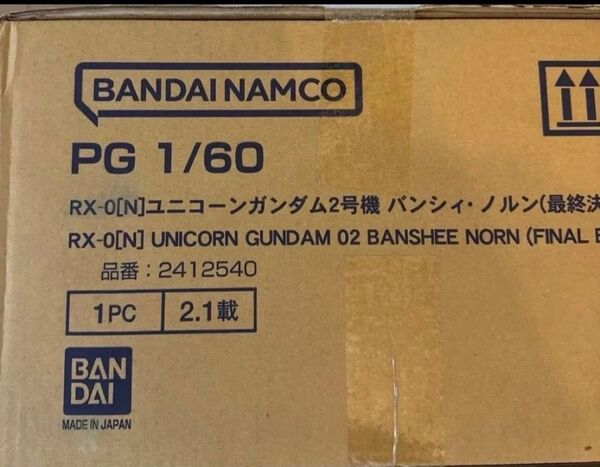 BANDAI NAMCO
PG 1/60
RX-0[N]ユニコーンガンダム2号機 バンシィ・ノルン(最終決
RX-0[N] UNICORN GUNDAM 02 BANSHEE NORN (FINAL
品番：2412540
1PC 2.1載
BAN
DAI
MADE IN JAPAN